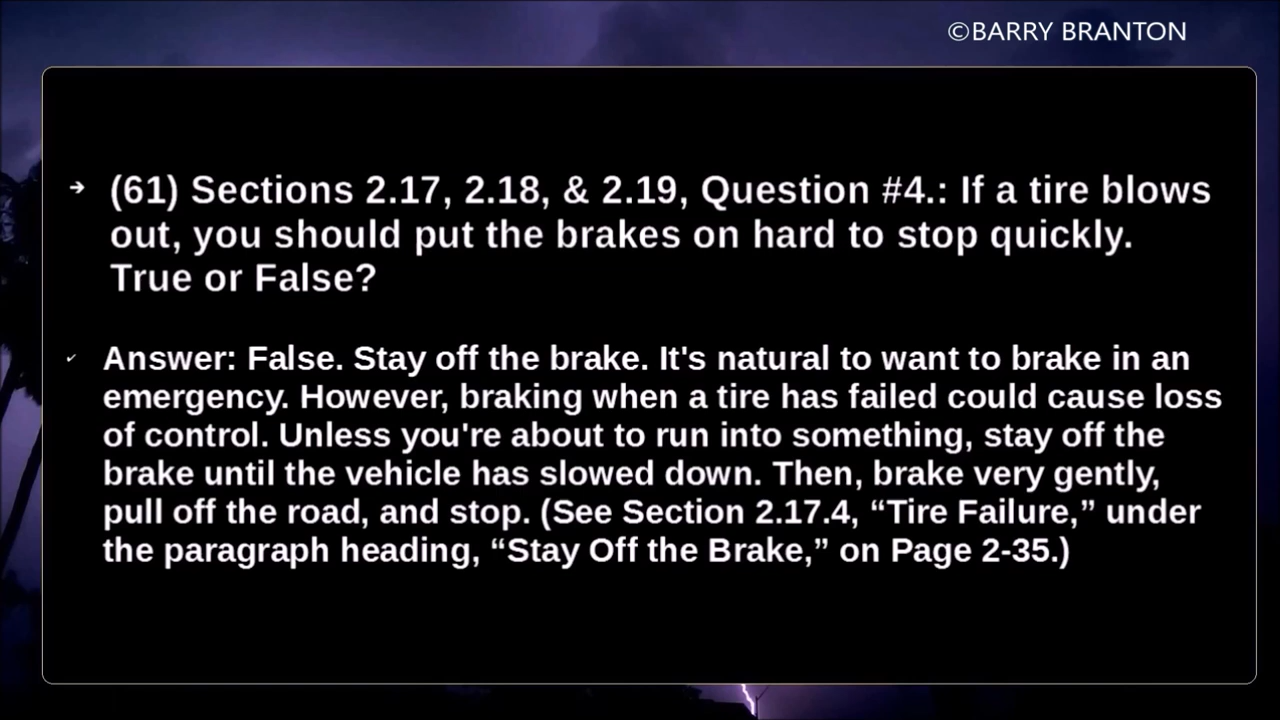 ©BARRY BRANTON
➔ (61) Sections 2.17, 2.18, & 2.19, Question #4.: If a tire blows
out, you should put the brakes on hard to stop quickly.
True or False?
✓ Answer: False. Stay off the brake. It's natural to want to brake in an
emergency. However, braking when a tire has failed could cause loss
of control. Unless you're about to run into something, stay off the
brake until the vehicle has slowed down. Then, brake very gently,
pull off the road, and stop. (See Section 2.17.4, “Tire Failure,” under
the paragraph heading, “Stay Off the Brake,” on Page 2-35.)